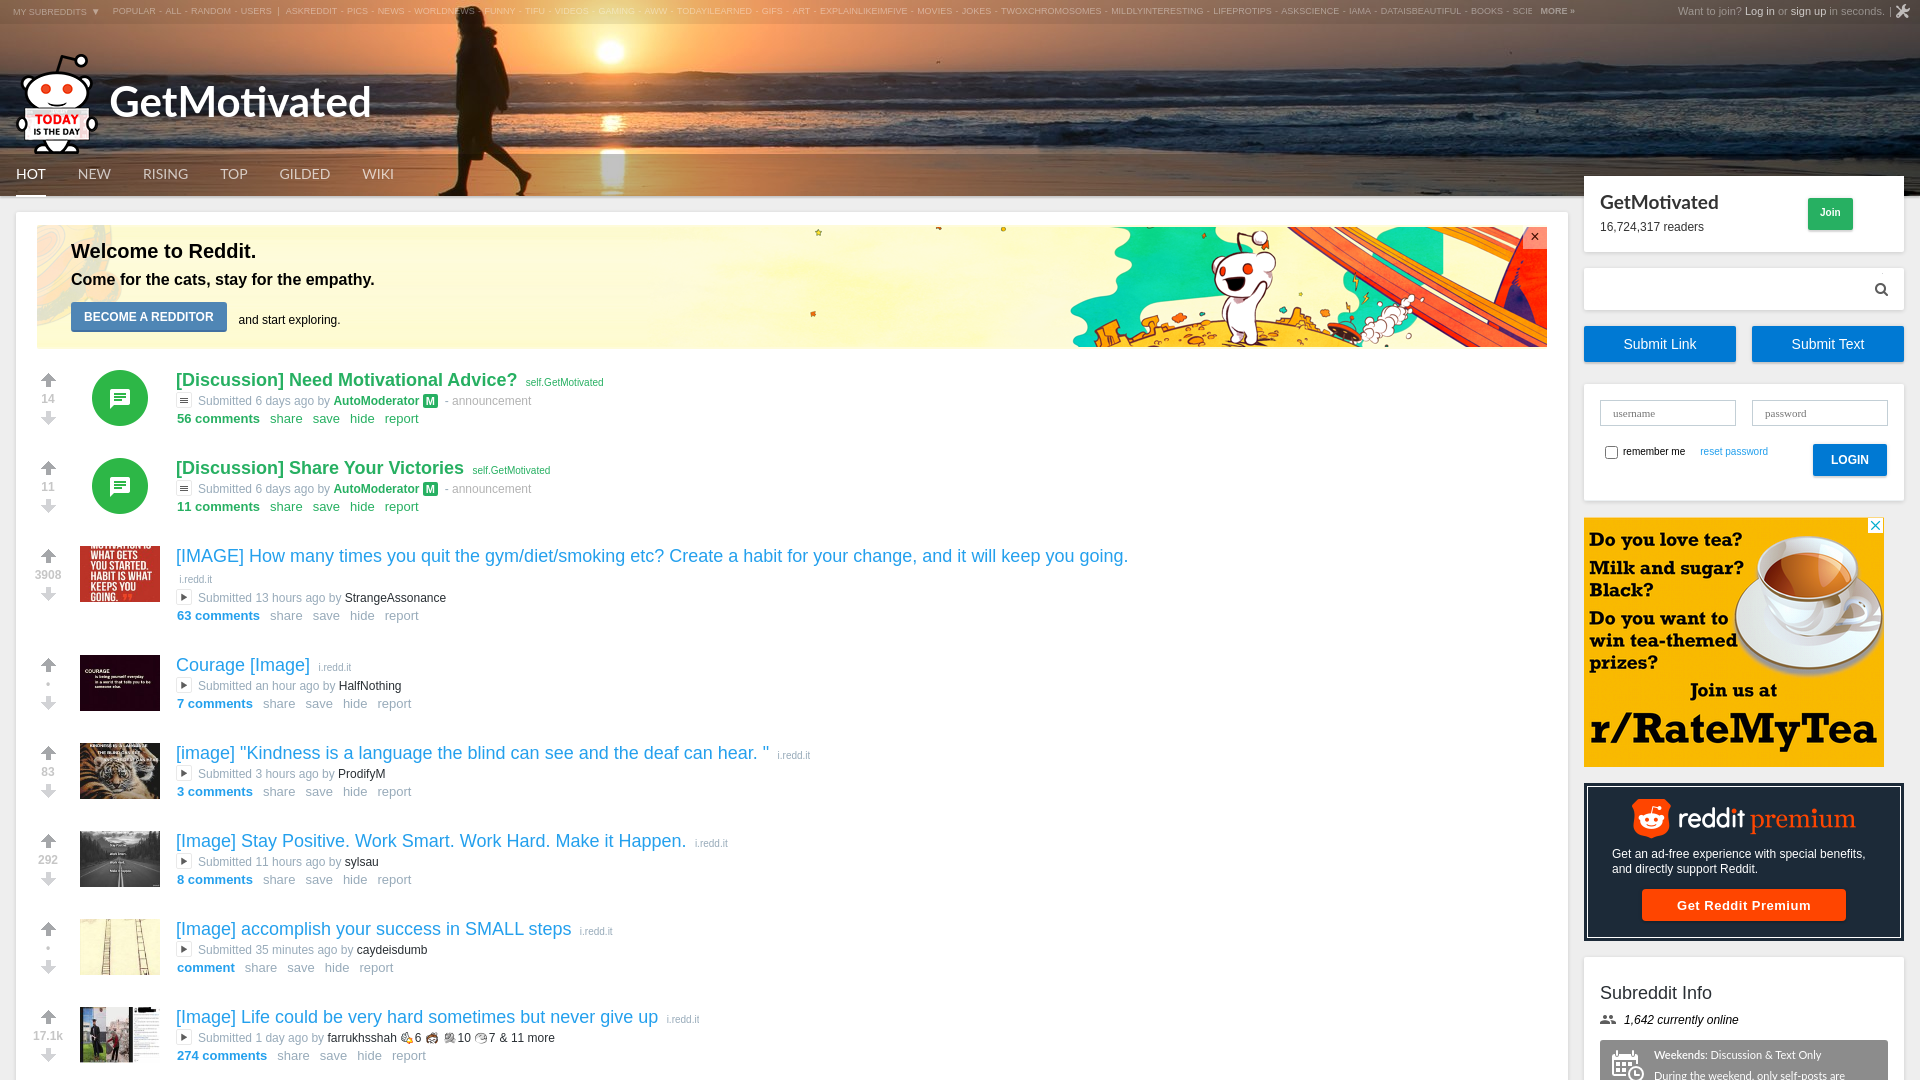 MY SUBREDDITS ▼ POPULAR - ALL - RANDOM - USERS | ASKREDDIT - PICS - NEWS - WORLDNEWS - FUNNY - TIFU - VIDEOS - GAMING - AWW - TODAYILEARNED - GIFS - ART - EXPLAINLIKEIMFIVE - MOVIES - JOKES - TWOXCHROMOSOMES - MILDLYINTERESTING - LIFEPROTIPS - ASKSCIENCE - IAMA - DATAISBEAUTIFUL - BOOKS - SCIE MORE »
Want to join? Log in or sign up in seconds. |
TODAY
IS THE DAY
GetMotivated
HOT NEW RISING TOP GILDED WIKI
Welcome to Reddit.
Come for the cats, stay for the empathy.
BECOME A REDDITOR and start exploring.
×
14
[Discussion] Need Motivational Advice? self.GetMotivated
Submitted 6 days ago by AutoModerator M - announcement
56 comments share save hide report
11
[Discussion] Share Your Victories self.GetMotivated
Submitted 6 days ago by AutoModerator M - announcement
11 comments share save hide report
3908
MOTIVATION IS
WHAT GETS
YOU STARTED.
HABIT IS WHAT
KEEPS YOU
GOING.
[IMAGE] How many times you quit the gym/diet/smoking etc? Create a habit for your change, and it will keep you going.
i.redd.it
Submitted 13 hours ago by StrangeAssonance
63 comments share save hide report
•
COURAGE
is being yourself everyday
in a world that tells you to be
someone else.
Courage [Image] i.redd.it
Submitted an hour ago by HalfNothing
7 comments share save hide report
83
KINDNESS IS A LANGUAGE
[image] "Kindness is a language the blind can see and the deaf can hear. " i.redd.it
Submitted 3 hours ago by ProdifyM
3 comments share save hide report
292
[Image] Stay Positive. Work Smart. Work Hard. Make it Happen. i.redd.it
Submitted 11 hours ago by sylsau
8 comments share save hide report
•
[Image] accomplish your success in SMALL steps i.redd.it
Submitted 35 minutes ago by caydeisdumb
comment share save hide report
17.1k
[Image] Life could be very hard sometimes but never give up i.redd.it
Submitted 1 day ago by farrukhsshah 6 10 7 & 11 more
274 comments share save hide report
GetMotivated
16,724,317 readers
Join
Submit Link Submit Text
username password
remember me reset password LOGIN
Do you love tea?
Milk and sugar?
Black?
Do you want to
win tea-themed
prizes?
Join us at
r/RateMyTea
reddit premium
Get an ad-free experience with special benefits,
and directly support Reddit.
Get Reddit Premium
Subreddit Info
1,642 currently online
Weekends: Discussion & Text Only
During the weekend, only self-posts are